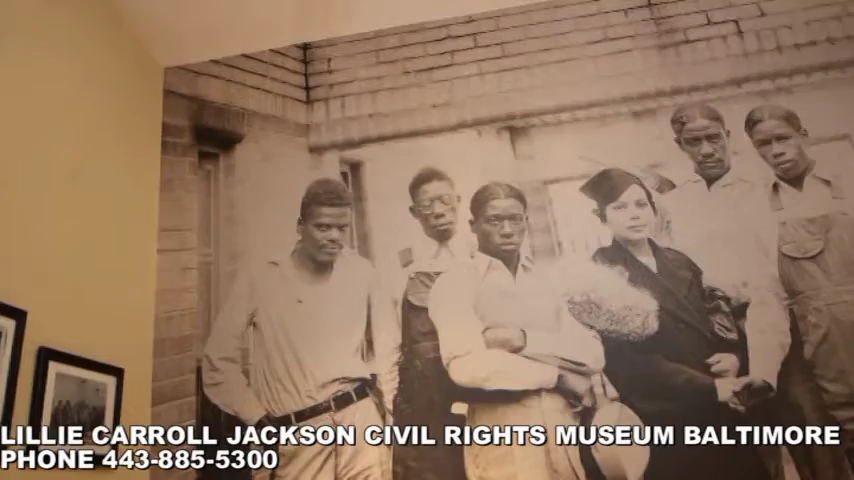 LILLIE CARROLL JACKSON CIVIL RIGHTS MUSEUM BALTIMORE
PHONE 443-885-5300